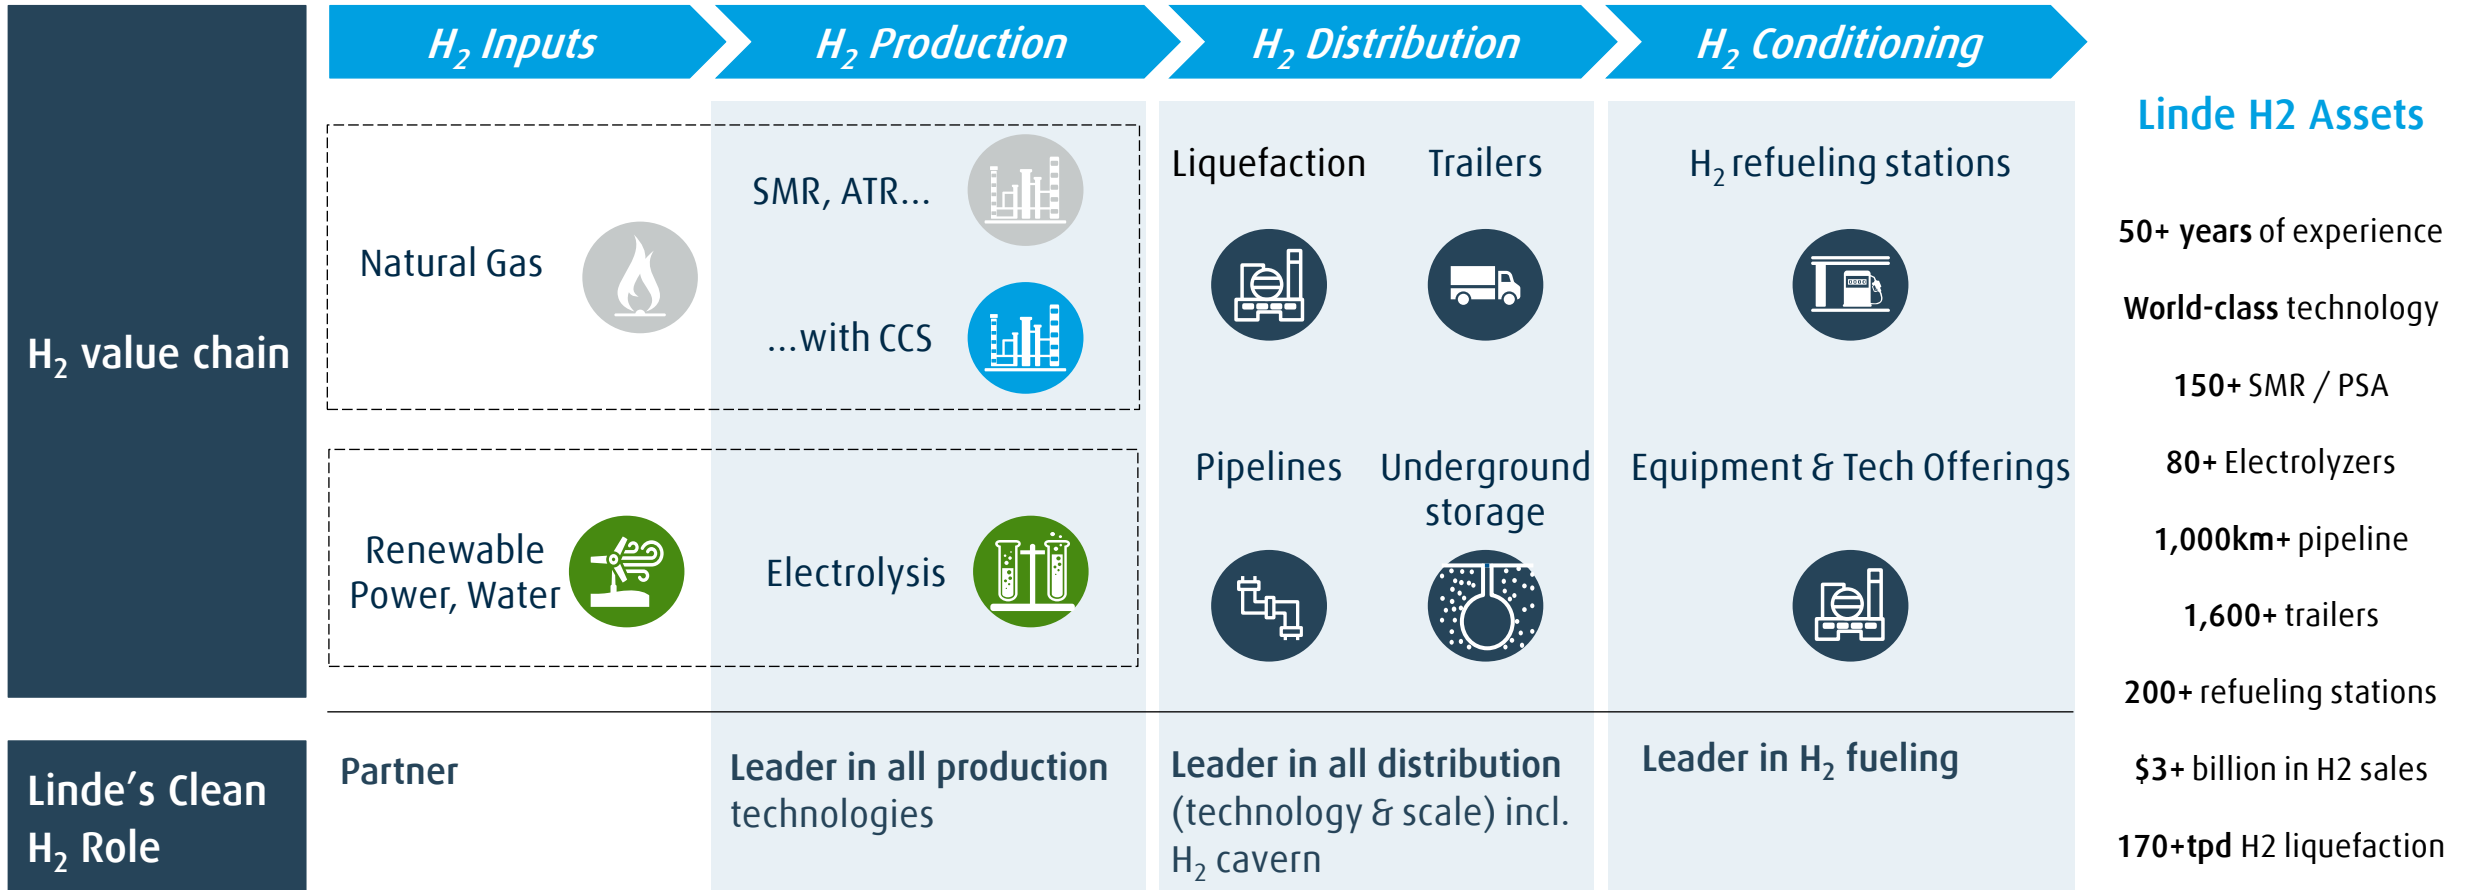 H₂ Inputs
H₂ Production
H₂ Distribution
H₂ Conditioning
H₂ value chain
Natural Gas
SMR, ATR...
...with CCS
Renewable
Power, Water
Electrolysis
Liquefaction
Trailers
Pipelines
Underground
storage
H₂ refueling stations
Equipment & Tech Offerings
Linde's Clean
H₂ Role
Partner
Leader in all production
technologies
Leader in all distribution
(technology & scale) incl.
H₂ cavern
Leader in H₂ fueling
Linde H2 Assets
50+ years of experience
World-class technology
150+ SMR / PSA
80+ Electrolyzers
1,000km+ pipeline
1,600+ trailers
200+ refueling stations
$3+ billion in H2 sales
170+tpd H2 liquefaction